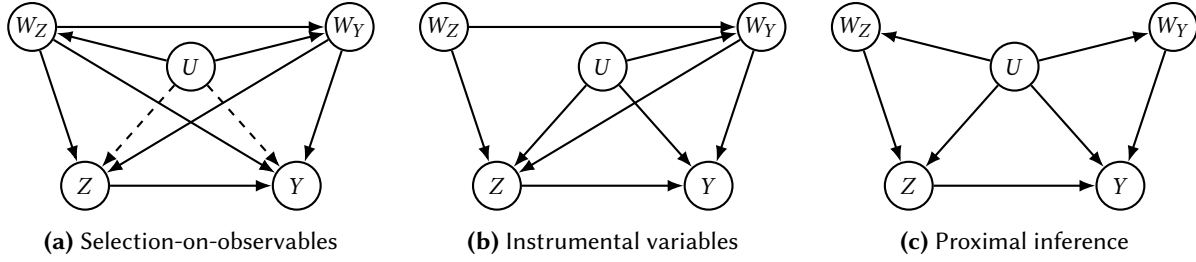 W_Z W_Y W_Z W_Y W_Z W_Y
U U U
Z Y Z Y Z Y
(a) Selection-on-observables (b) Instrumental variables (c) Proximal inference